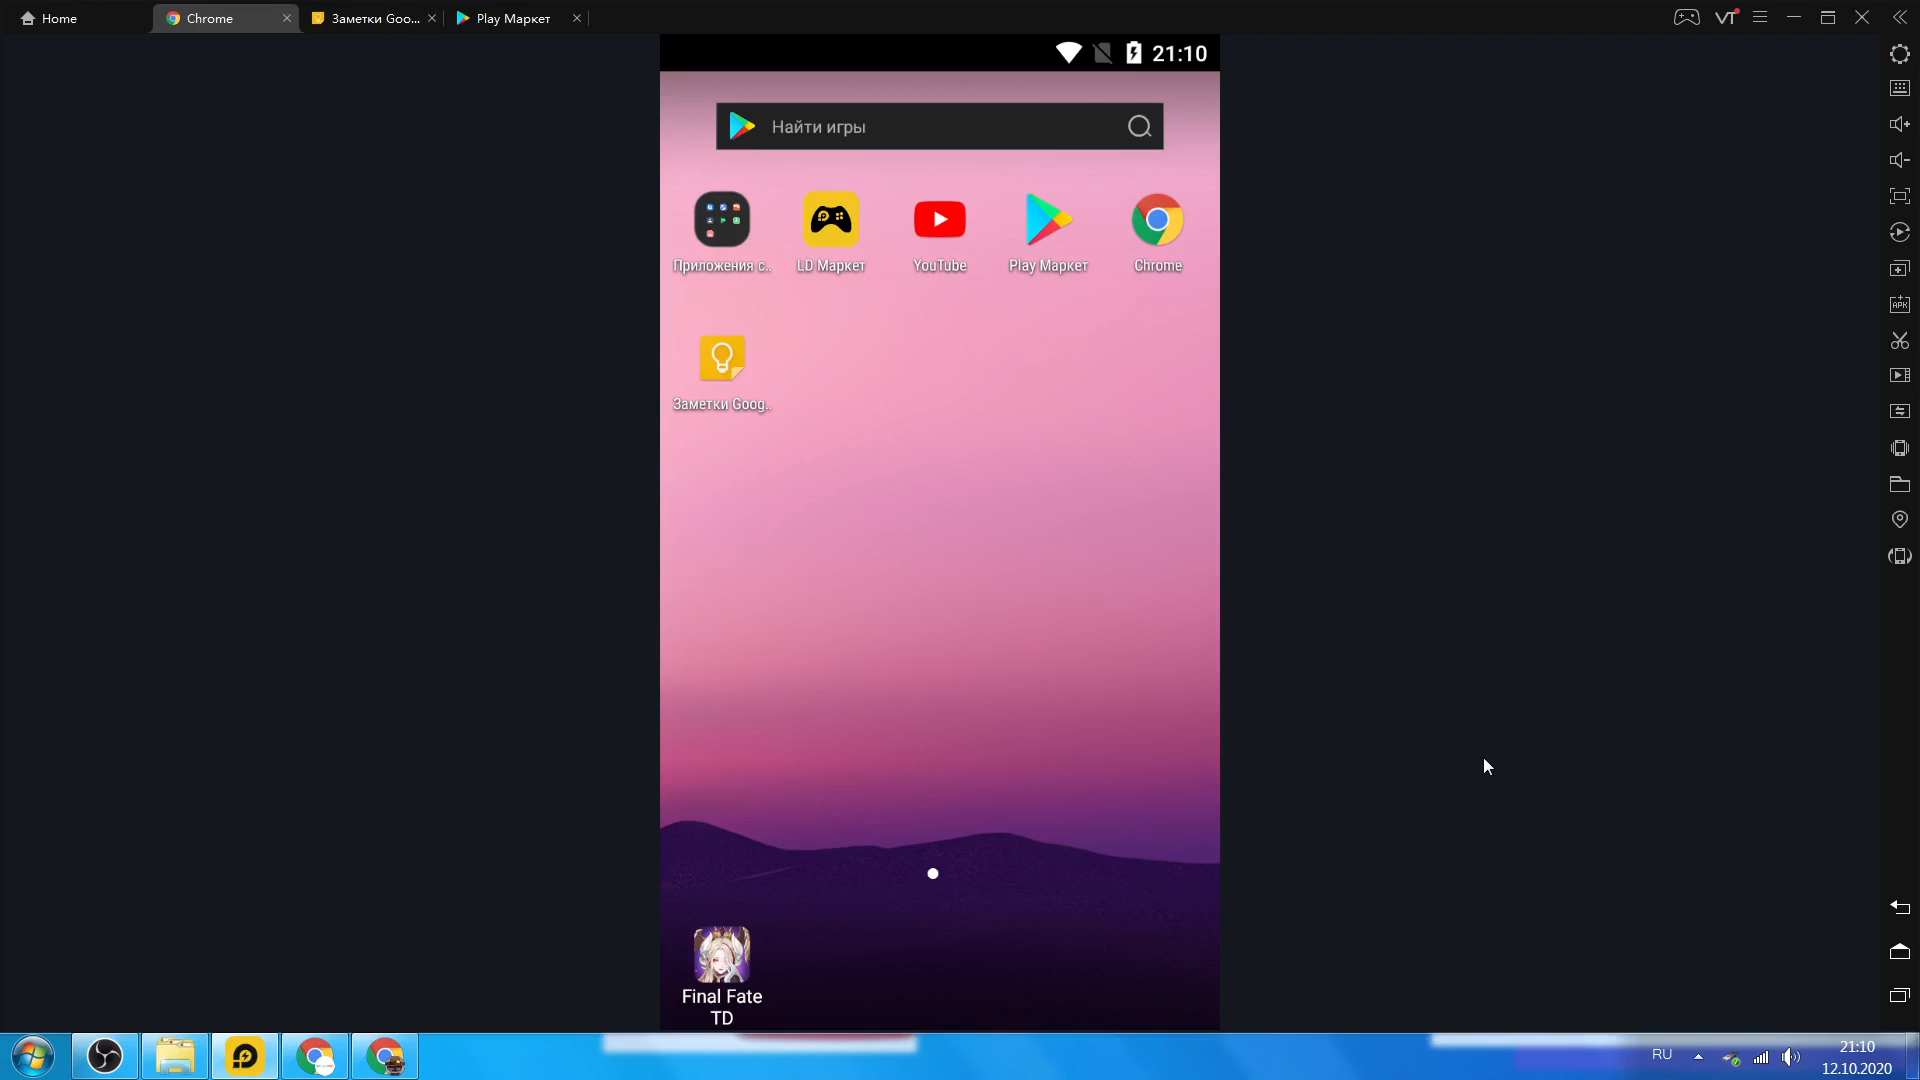 Home
Chrome
Заметки Goo...
Play Маркет
21:10
Найти игры
Приложения с..
LD Маркет
YouTube
Play Маркет
Chrome
Заметки Goog..
Final Fate
TD
RU
21:10
12.10.2020